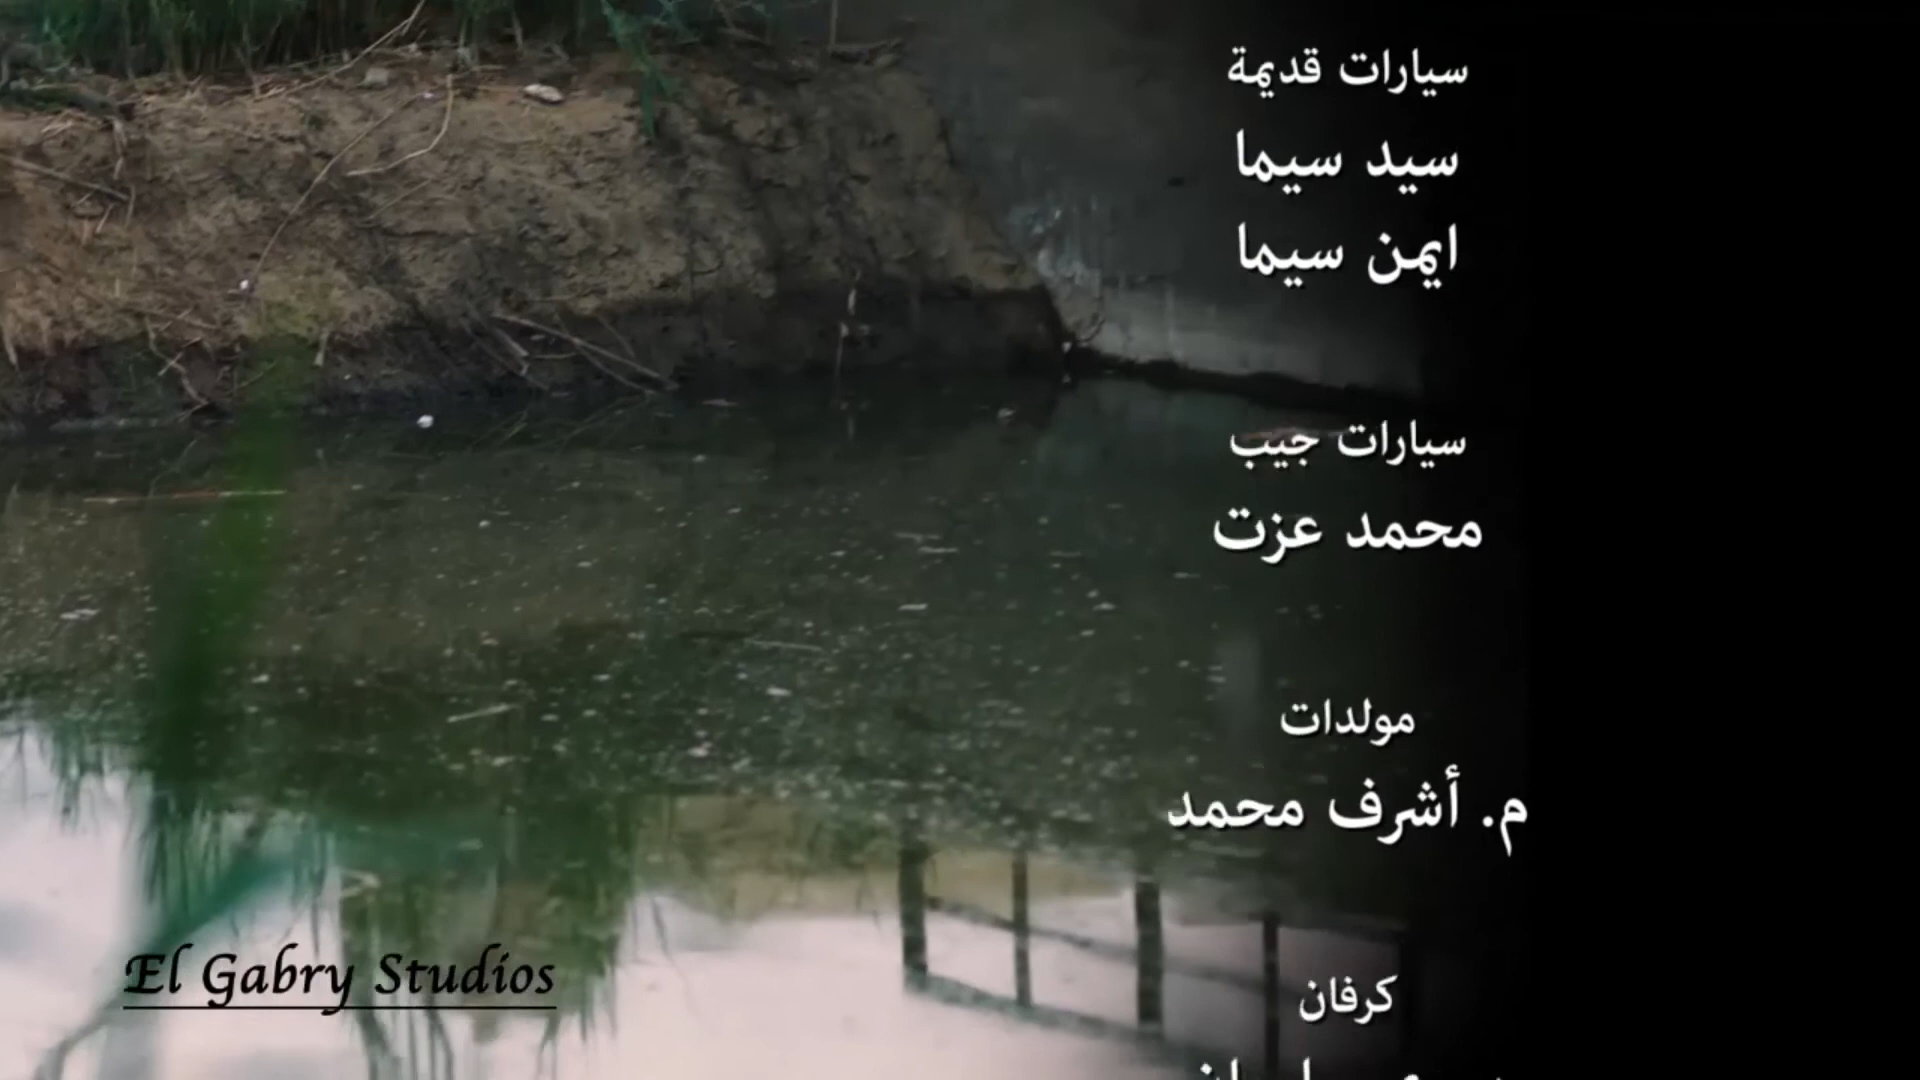 سيارات قديمة
سيد سيما
ايمن سيما
سيارات جيب
محمد عزت
مولدات
م. أشرف محمد
كرفان
El Gabry Studios